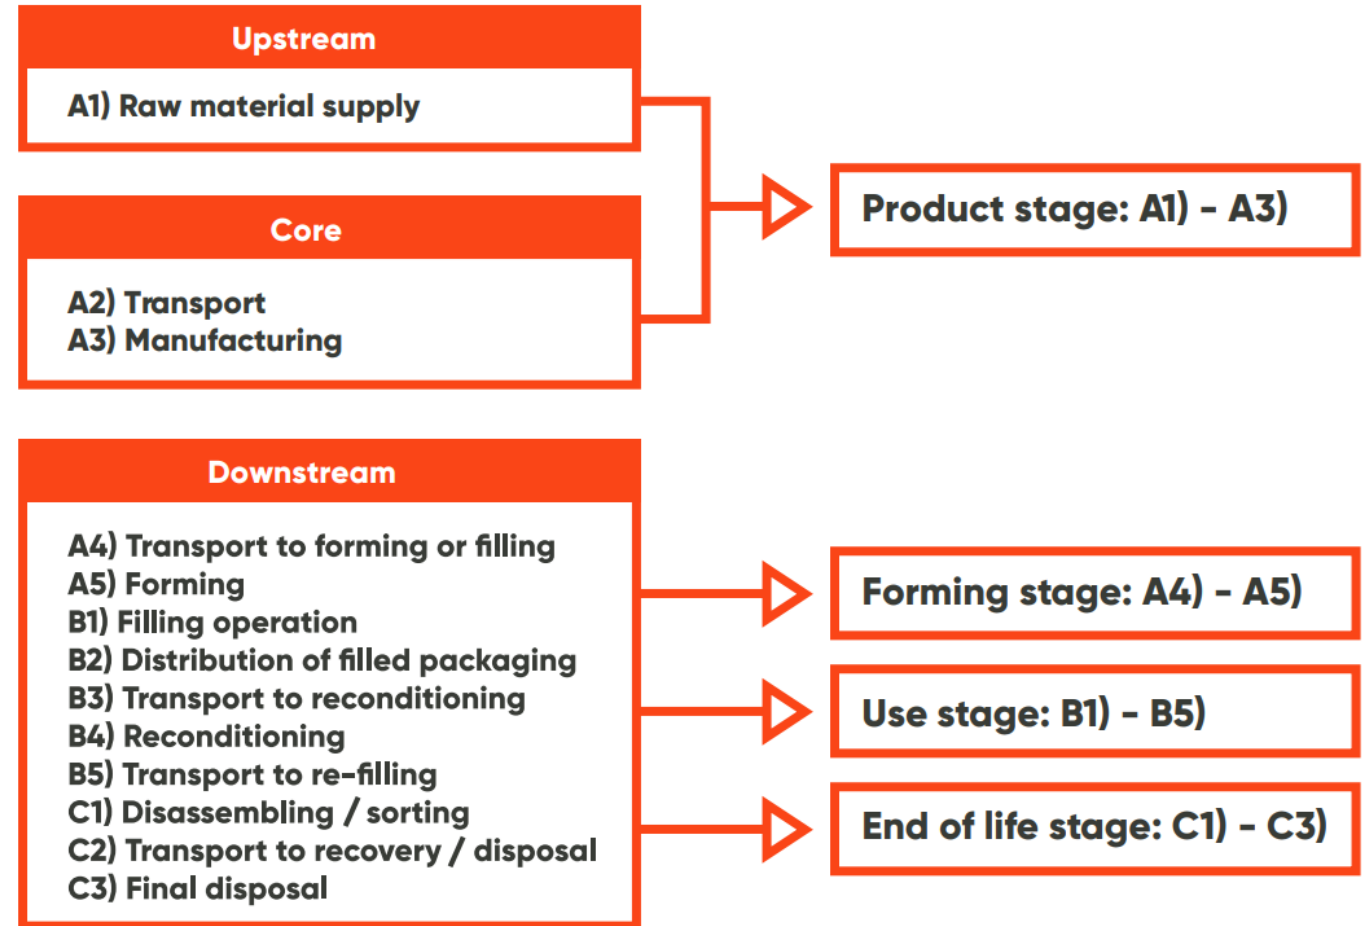 Upstream
A1) Raw material supply
Core
A2) Transport
A3) Manufacturing
Product stage: A1) - A3)
Downstream
A4) Transport to forming or filling
A5) Forming
B1) Filling operation
B2) Distribution of filled packaging
B3) Transport to reconditioning
B4) Reconditioning
B5) Transport to re-filling
C1) Disassembling / sorting
C2) Transport to recovery / disposal
C3) Final disposal
Forming stage: A4) - A5)
Use stage: B1) - B5)
End of life stage: C1) - C3)